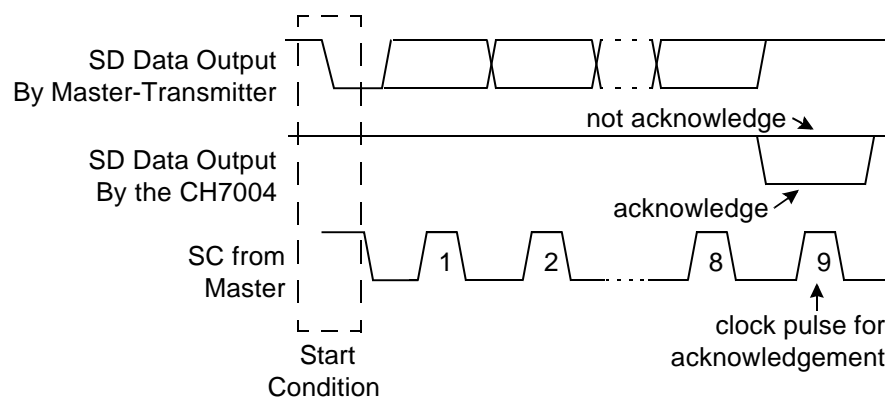 SD Data Output
By Master-Transmitter
not acknowledge
SD Data Output
By the CH7004
acknowledge
SC from
Master
1
2
8
9
clock pulse for
acknowledgement
Start
Condition